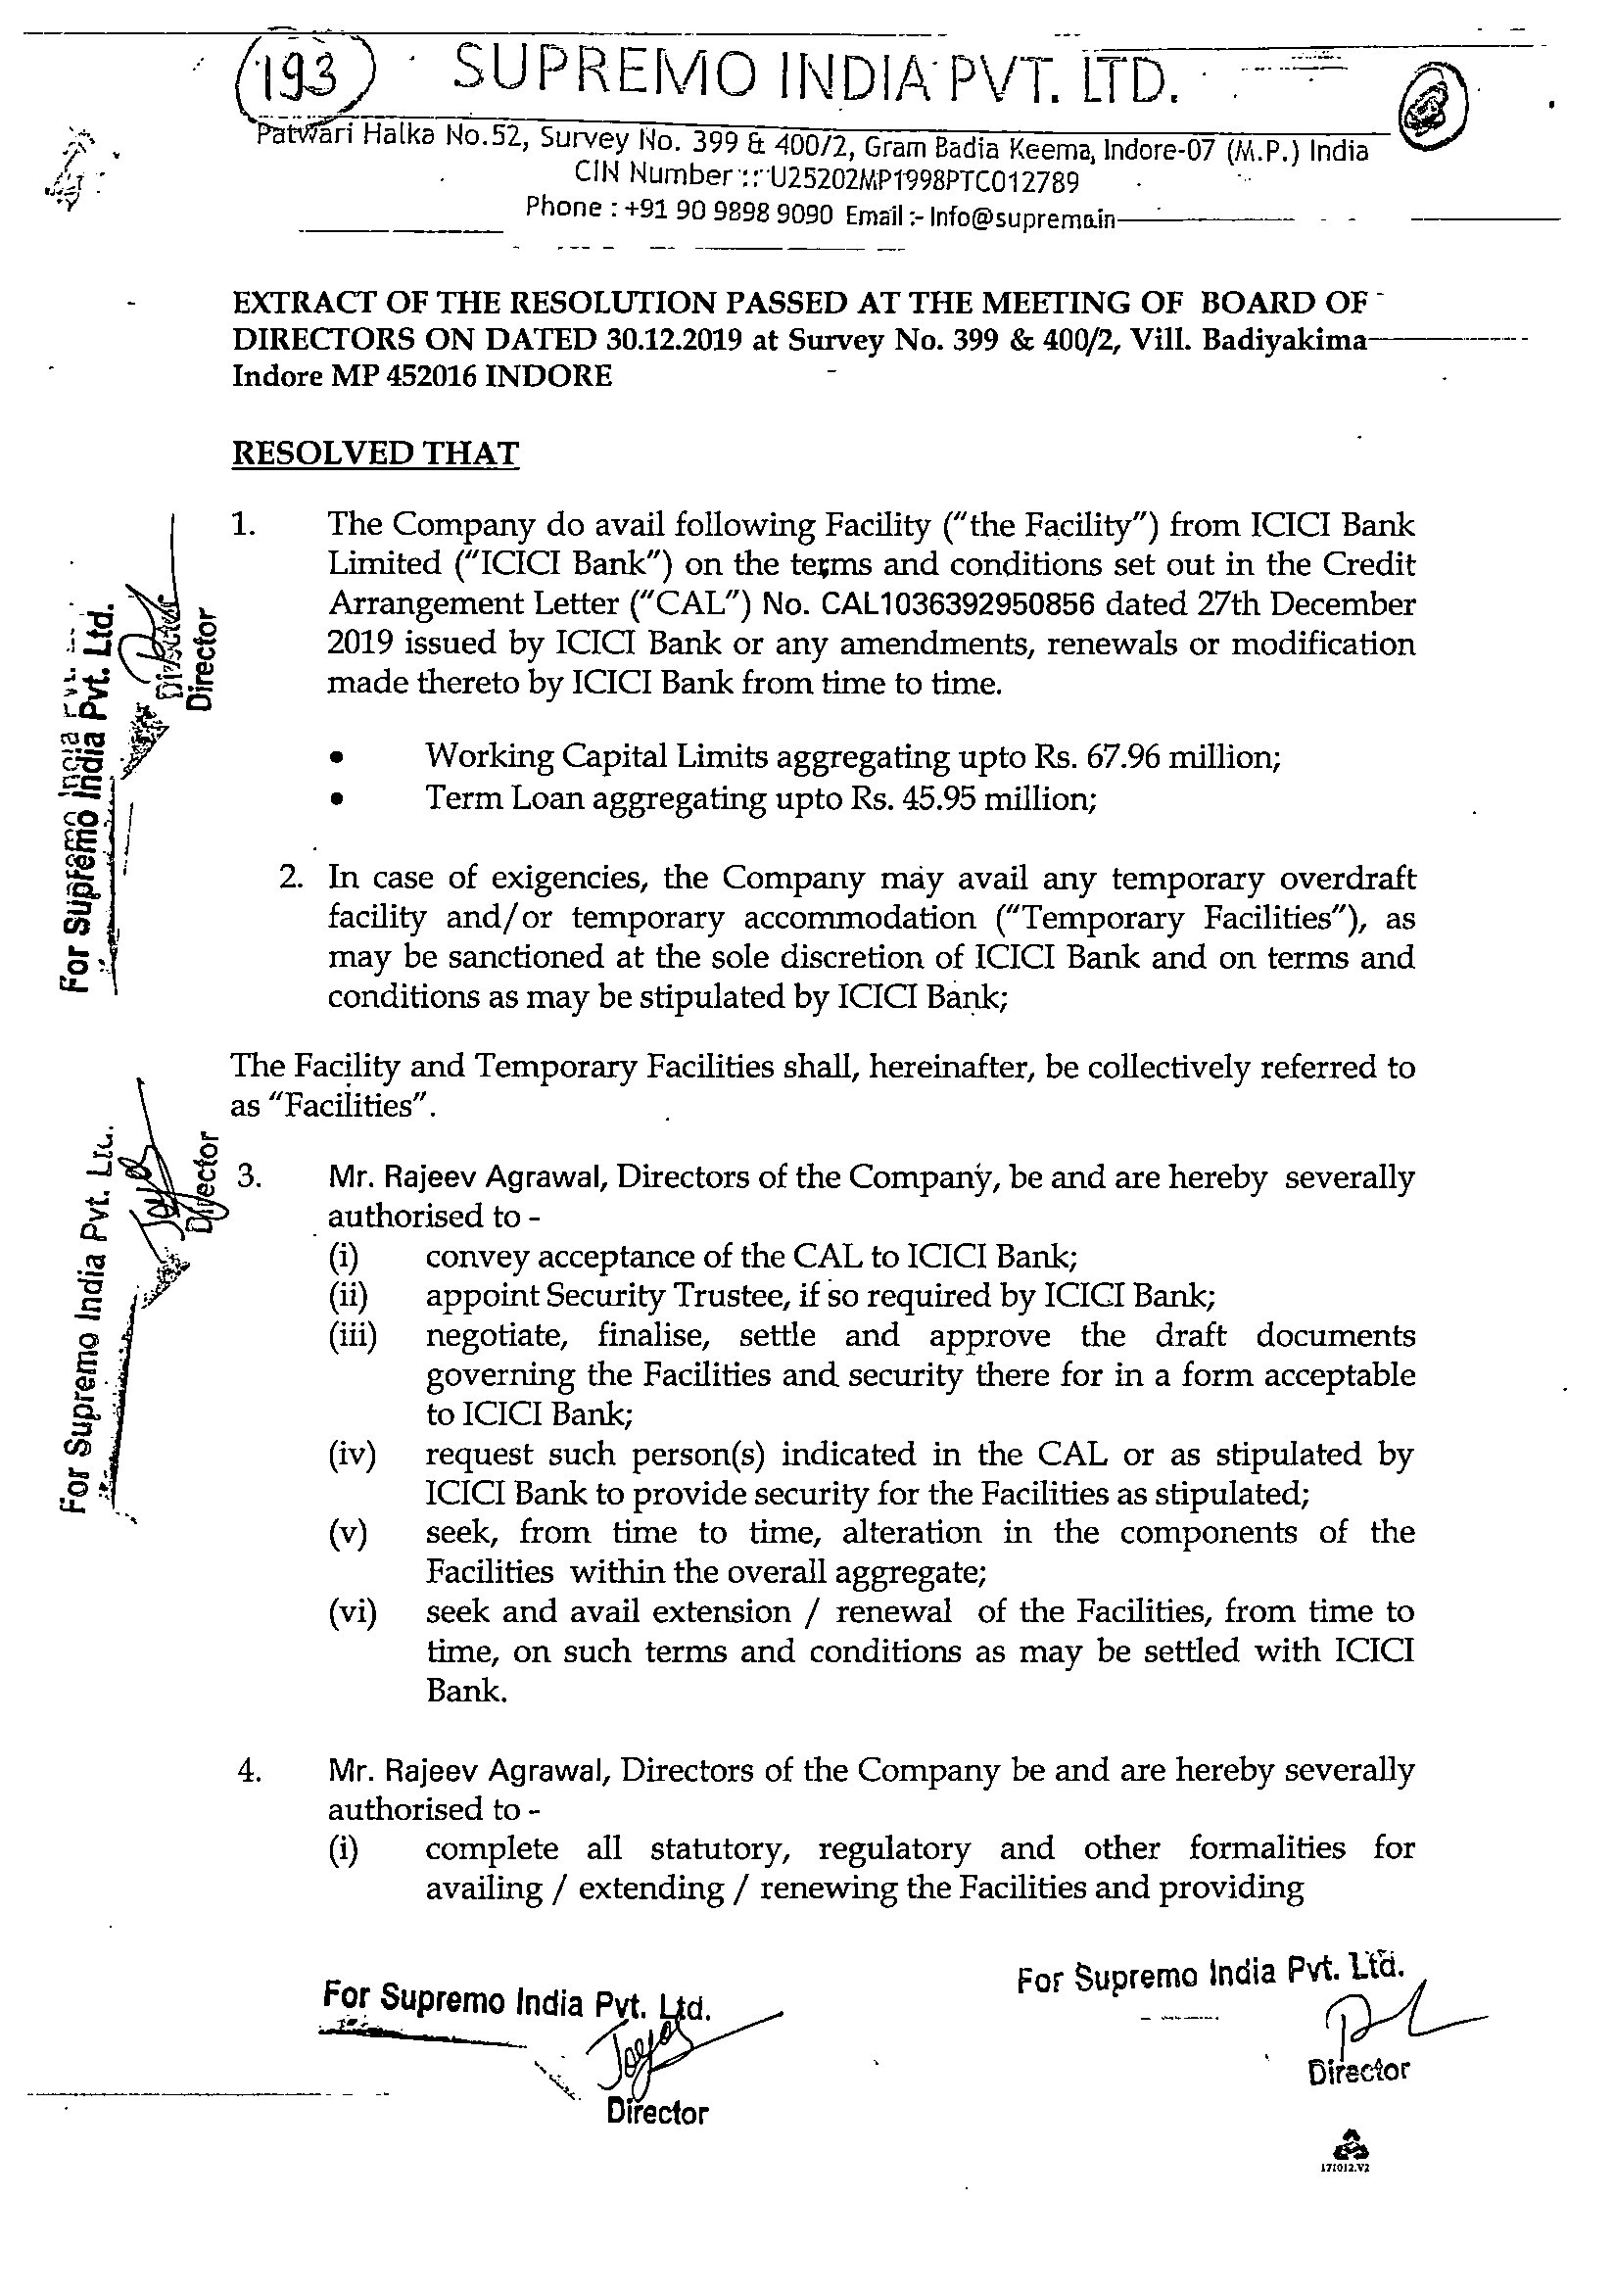 193
SUPREMO INDIA PVT. LTD.
Patwari Halka No.52, Survey No. 399 & 400/2, Gram Badia Keema, Indore-07 (M.P.) India
CIN Number :: U25202MP1998PTC012789
Phone : +91 90 9898 9090 Email :- Info@supremo.in
EXTRACT OF THE RESOLUTION PASSED AT THE MEETING OF BOARD OF
DIRECTORS ON DATED 30.12.2019 at Survey No. 399 & 400/2, Vill. Badiyakima
Indore MP 452016 INDORE
RESOLVED THAT
1. The Company do avail following Facility ("the Facility") from ICICI Bank
Limited ("ICICI Bank") on the terms and conditions set out in the Credit
Arrangement Letter ("CAL") No. CAL1036392950856 dated 27th December
2019 issued by ICICI Bank or any amendments, renewals or modification
made thereto by ICICI Bank from time to time.
• Working Capital Limits aggregating upto Rs. 67.96 million;
• Term Loan aggregating upto Rs. 45.95 million;
2. In case of exigencies, the Company may avail any temporary overdraft
facility and/or temporary accommodation ("Temporary Facilities"), as
may be sanctioned at the sole discretion of ICICI Bank and on terms and
conditions as may be stipulated by ICICI Bank;
The Facility and Temporary Facilities shall, hereinafter, be collectively referred to
as "Facilities".
3. Mr. Rajeev Agrawal, Directors of the Company, be and are hereby severally
authorised to -
(i) convey acceptance of the CAL to ICICI Bank;
(ii) appoint Security Trustee, if so required by ICICI Bank;
(iii) negotiate, finalise, settle and approve the draft documents
governing the Facilities and security there for in a form acceptable
to ICICI Bank;
(iv) request such person(s) indicated in the CAL or as stipulated by
ICICI Bank to provide security for the Facilities as stipulated;
(v) seek, from time to time, alteration in the components of the
Facilities within the overall aggregate;
(vi) seek and avail extension / renewal of the Facilities, from time to
time, on such terms and conditions as may be settled with ICICI
Bank.
4. Mr. Rajeev Agrawal, Directors of the Company be and are hereby severally
authorised to -
(i) complete all statutory, regulatory and other formalities for
availing / extending / renewing the Facilities and providing
For Supremo India Pvt. Ltd.
Director
For Supremo India Pvt. Ltd.
Director
For Supremo India Pvt. Ltd.
Director
For Supremo India Pvt. Ltd.
Director
171012.V2